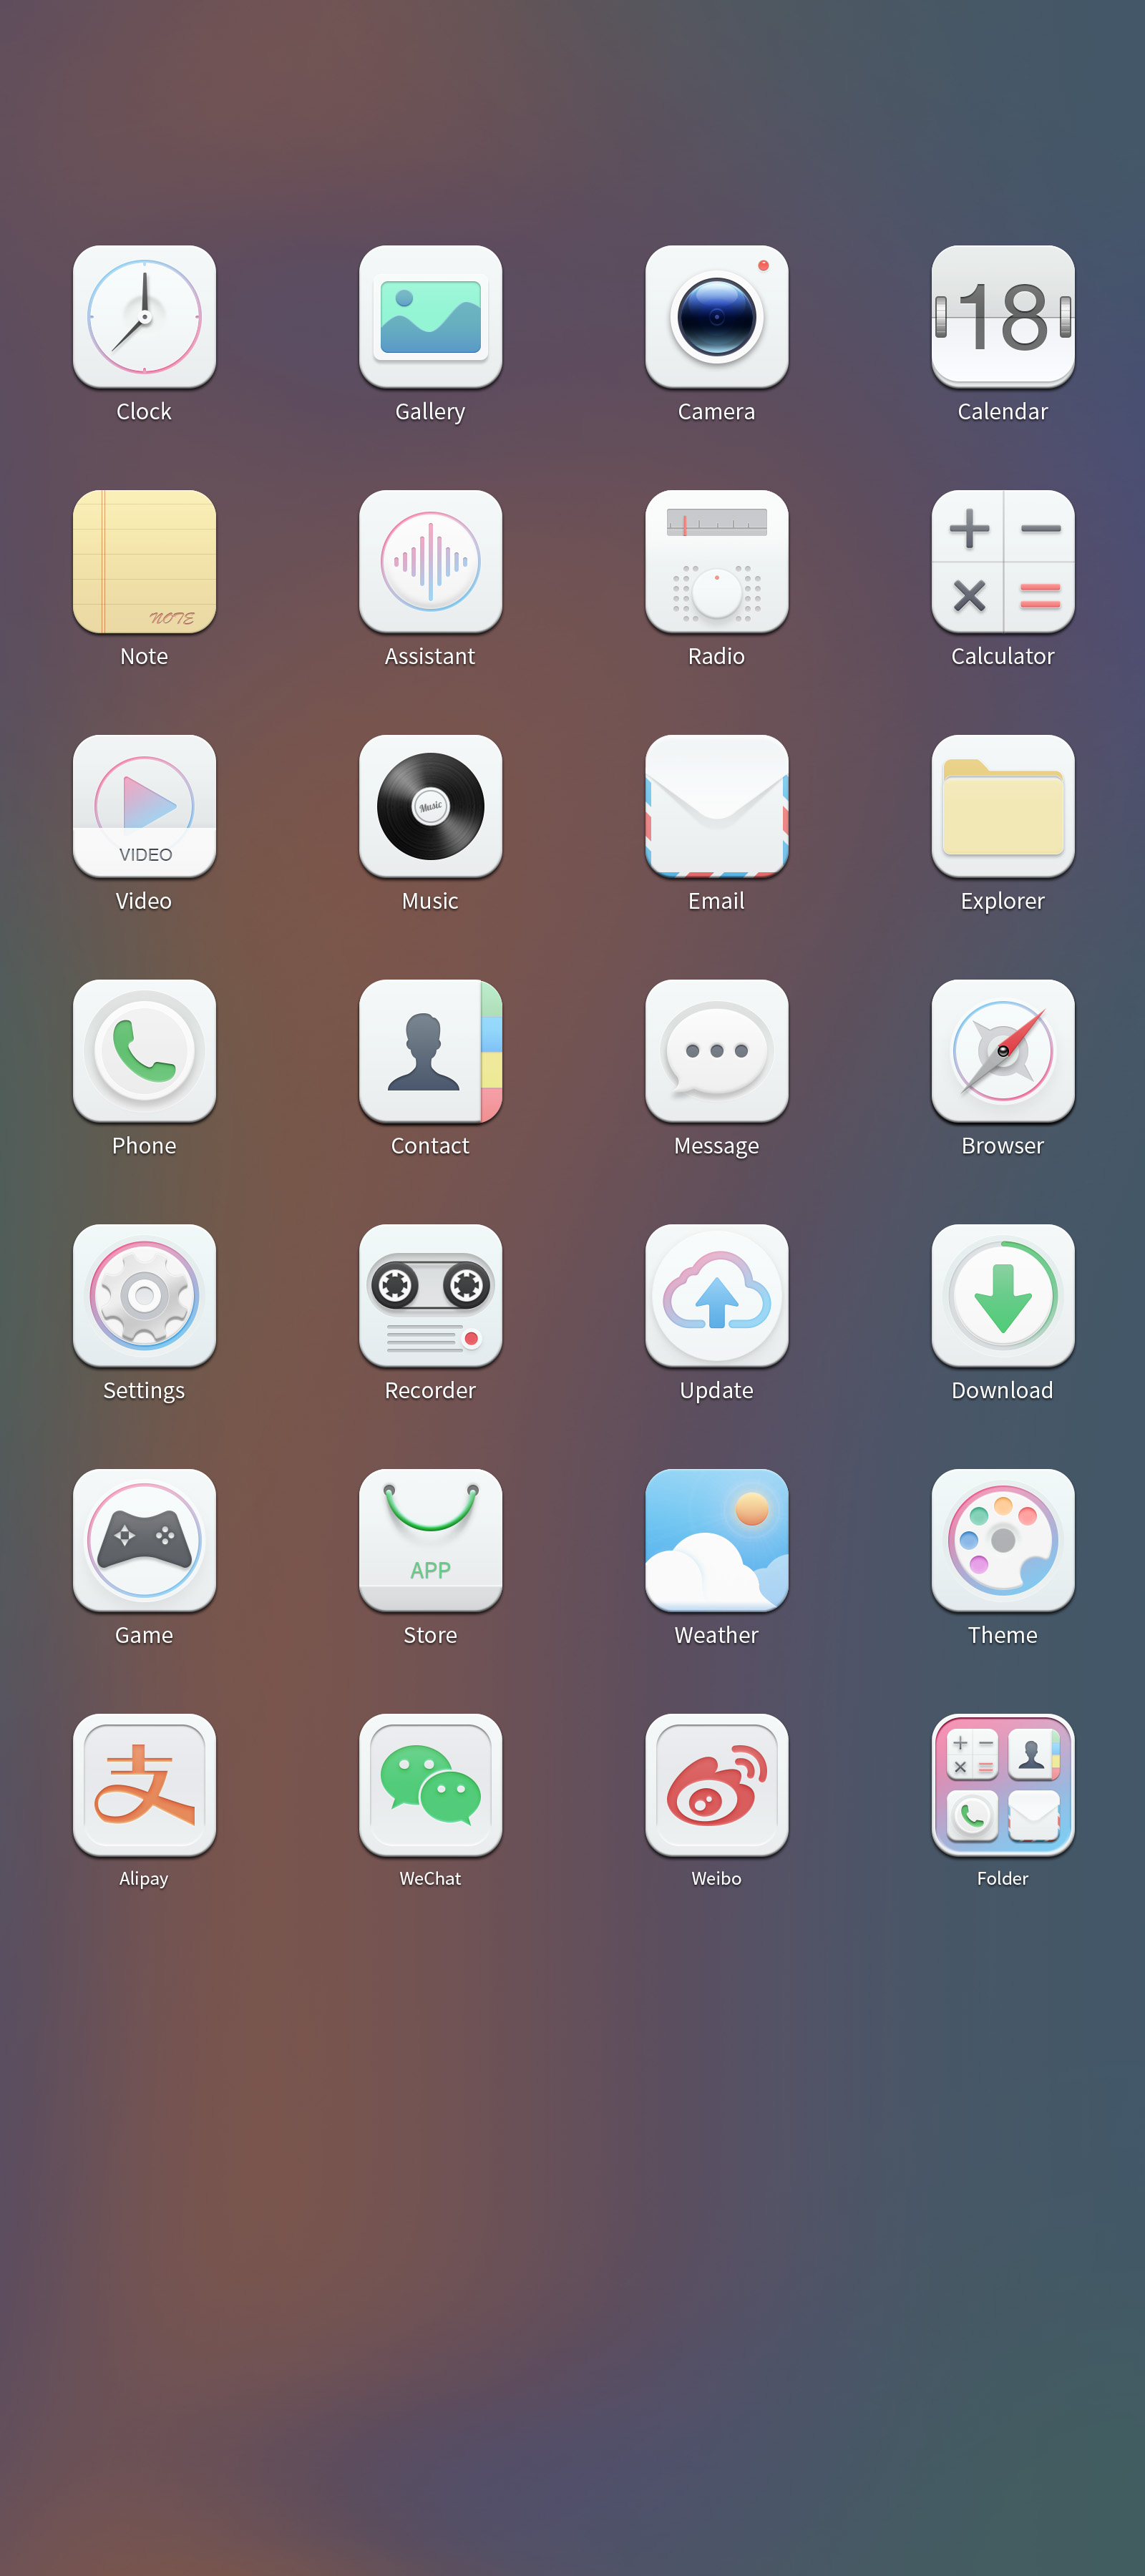 18
Clock
Gallery
Camera
Calendar
NOTE
Note
Assistant
Radio
Calculator
VIDEO
Music
Video
Music
Email
Explorer
Phone
Contact
Message
Browser
Settings
Recorder
Update
Download
APP
Game
Store
Weather
Theme
支
Alipay
WeChat
Weibo
Folder